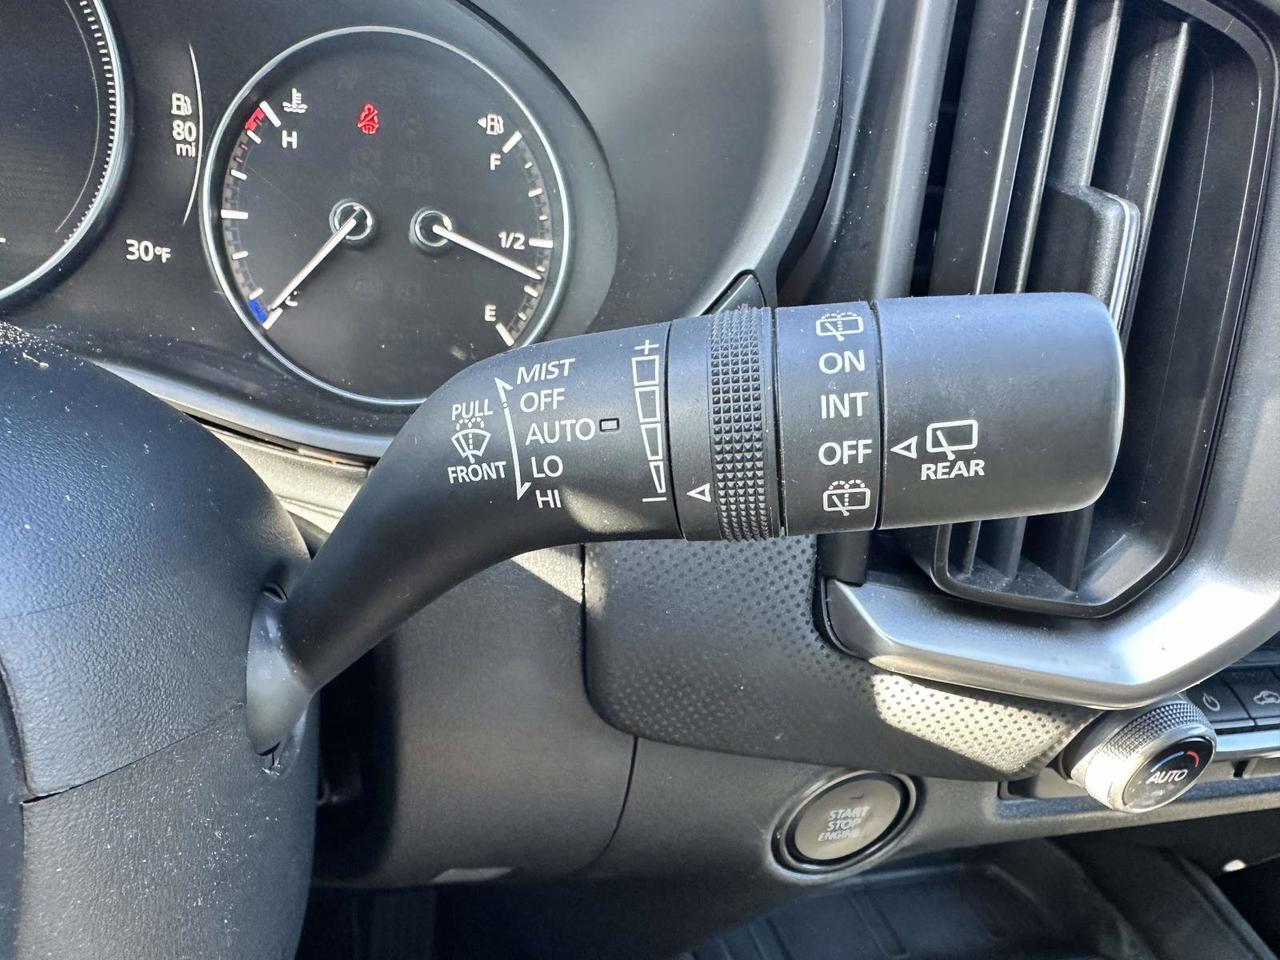 80
mi
30°F
H
C
F
1/2
E
PULL
FRONT
MIST
OFF
AUTO
LO
HI
+
−
ON
INT
OFF
REAR
START
STOP
ENGINE
AUTO